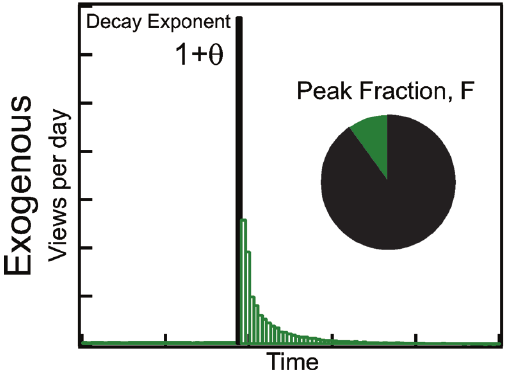 Decay Exponent
1+θ
Peak Fraction, F
Exogenous
Views per day
Time